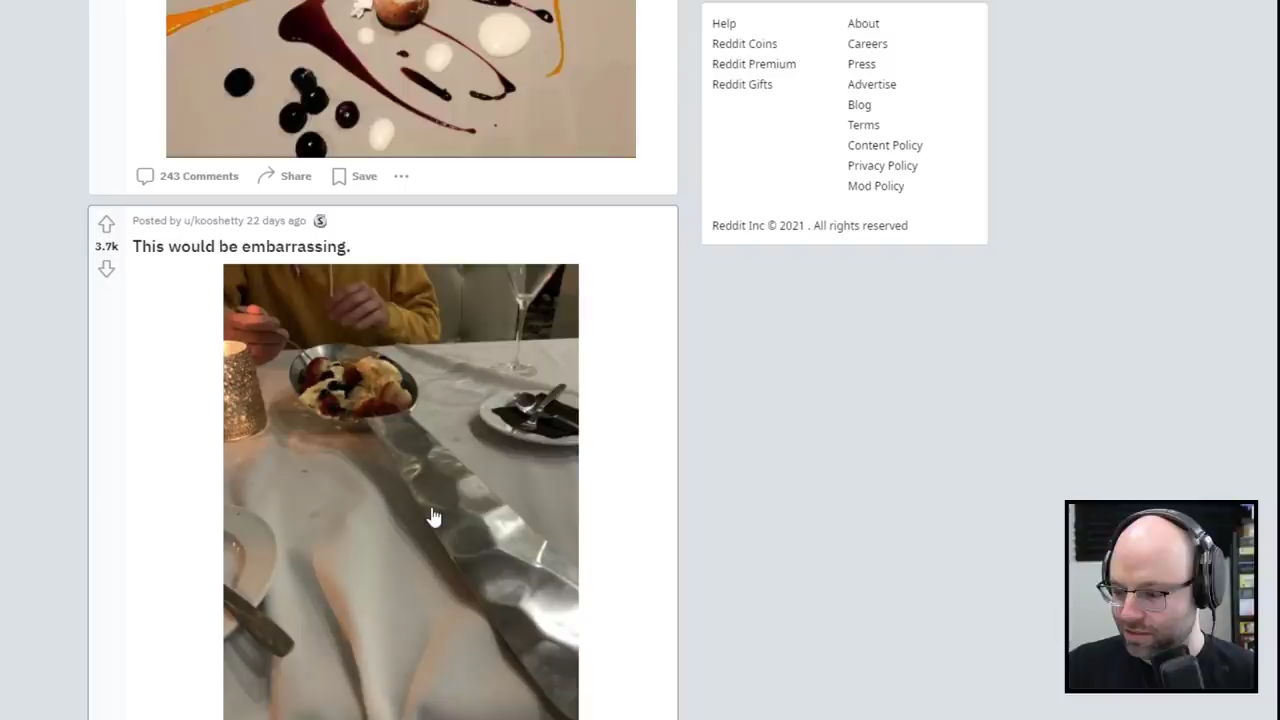 243 Comments Share Save
Posted by u/kooshetty 22 days ago
3.7k
This would be embarrassing.
Help About
Reddit Coins Careers
Reddit Premium Press
Reddit Gifts Advertise
Blog
Terms
Content Policy
Privacy Policy
Mod Policy
Reddit Inc © 2021 . All rights reserved